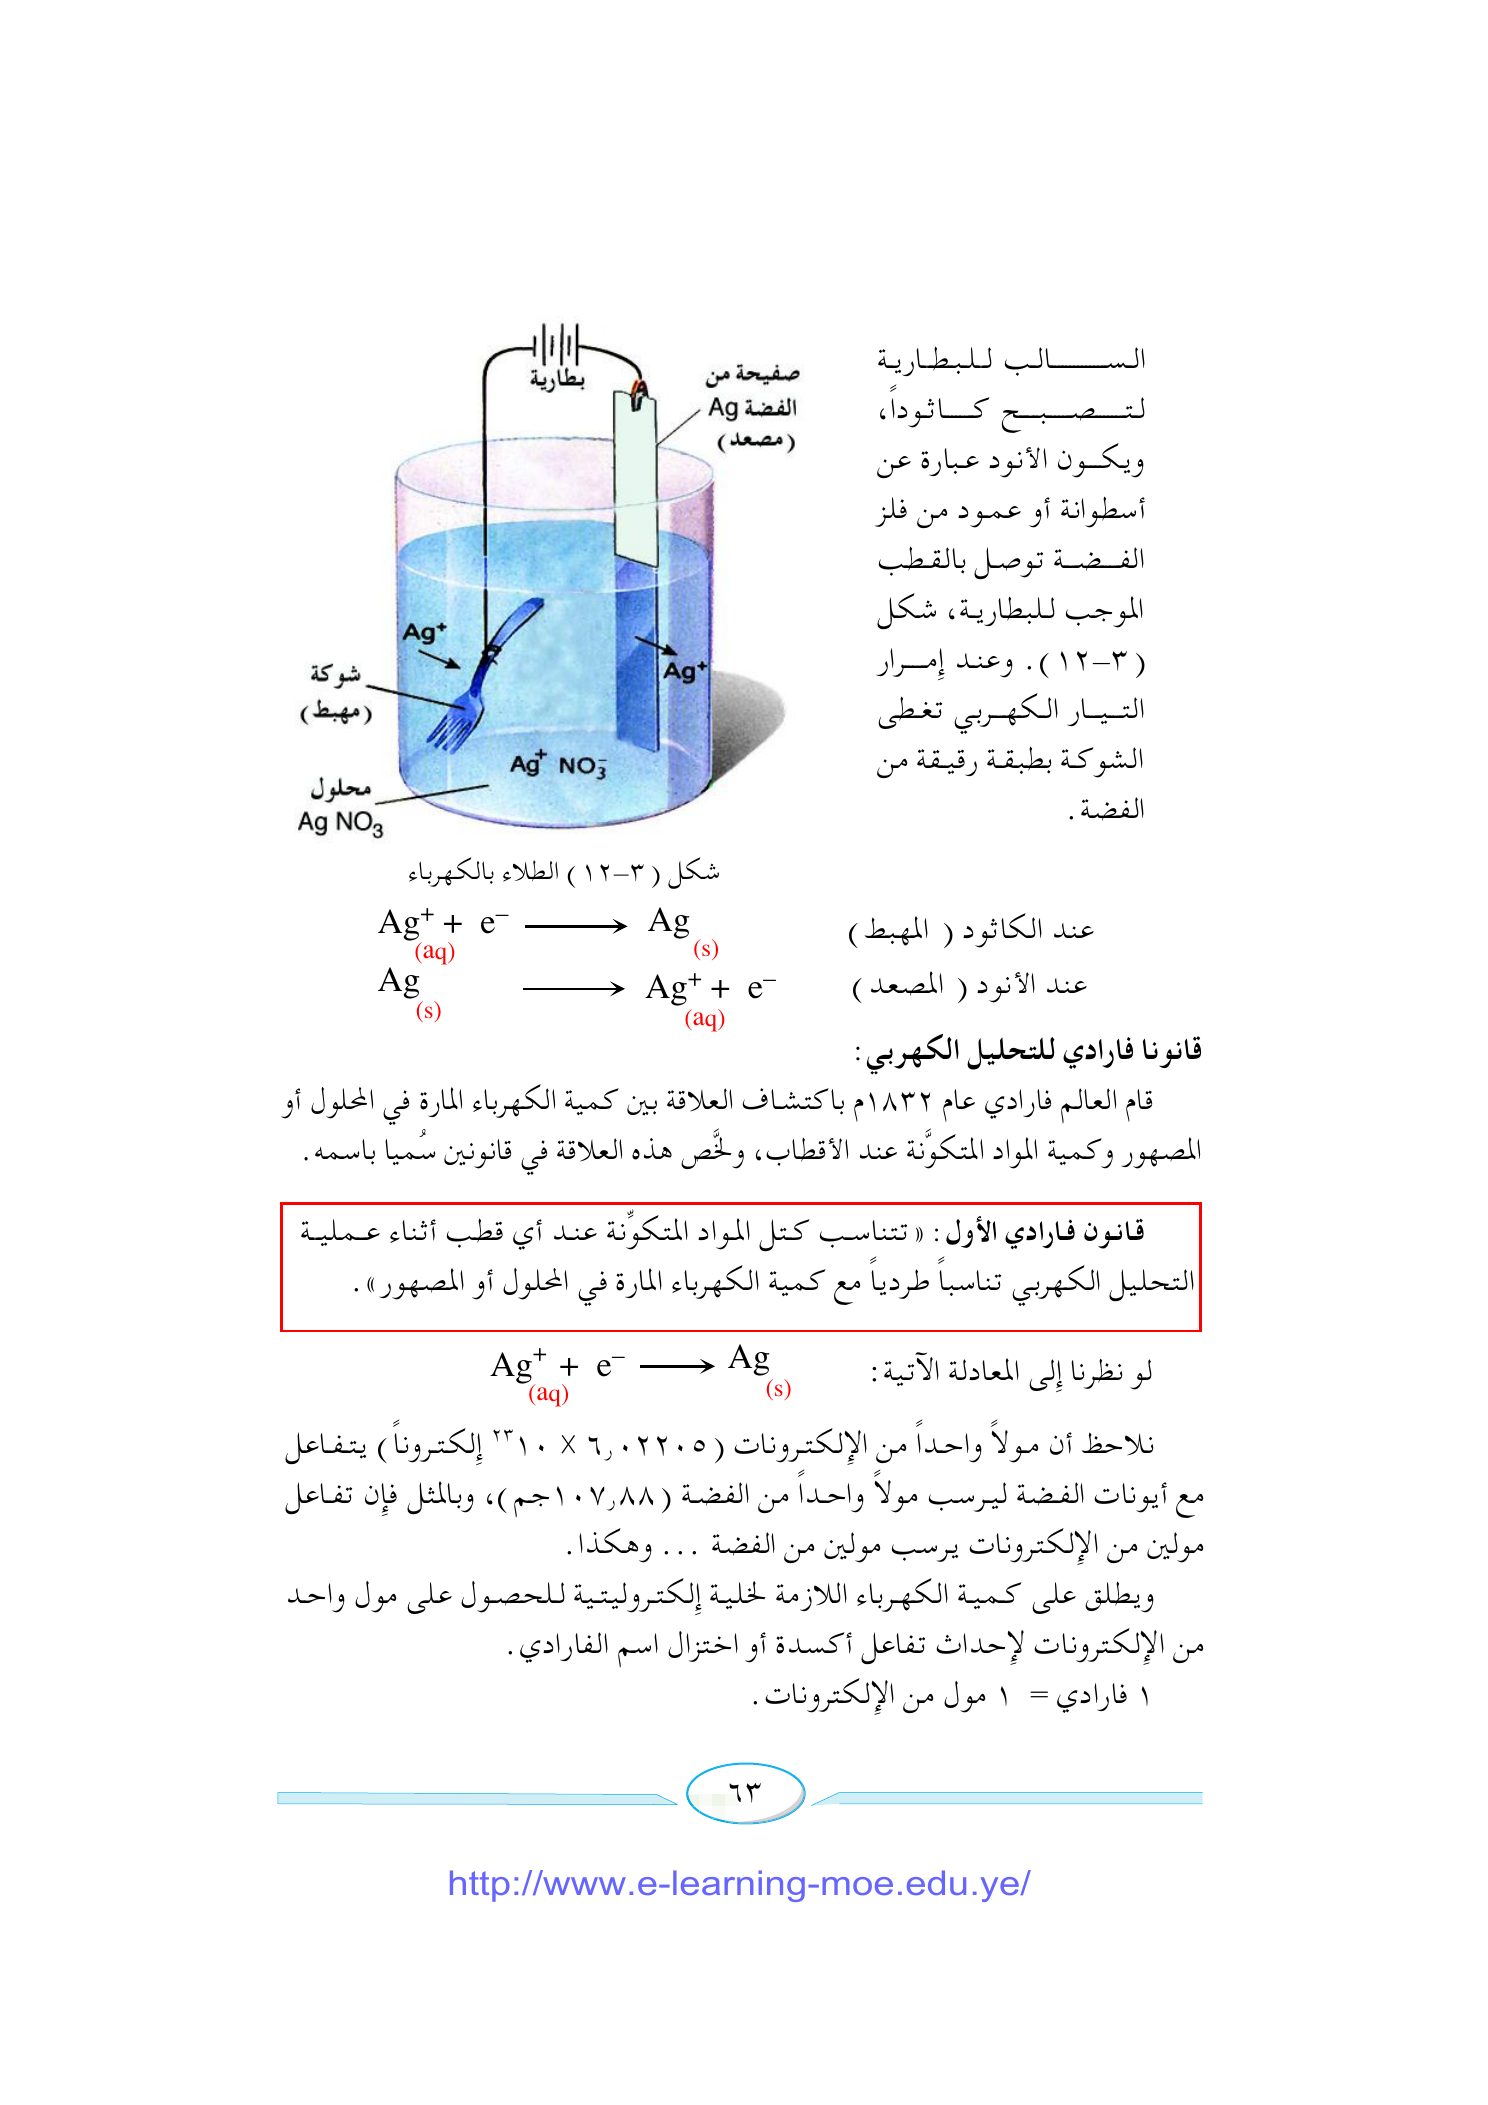 السالب للبطارية
لتصبح كاثوداً،
ويكون الأنود عبارة عن
أسطوانة أو عمود من فلز
الفضة توصل بالقطب
الموجب للبطارية، شكل
(٣–١٢). وعند إمرار
التيار الكهربي تغطى
الشوكة بطبقة رقيقة من
الفضة.
بطارية
صفيحة من
الفضة Ag
(مصعد)
Ag⁺
Ag⁺
شوكة
(مهبط)
Ag⁺ NO₃⁻
محلول
Ag NO₃
شكل (٣–١٢) الطلاء بالكهرباء
عند الكاثود ( المهبط ) Ag⁺(aq) + e⁻ ⟶ Ag(s)
عند الأنود ( المصعد ) Ag(s) ⟶ Ag⁺(aq) + e⁻
قانونا فارادي للتحليل الكهربي:
قام العالم فارادي عام ١٨٣٢م باكتشاف العلاقة بين كمية الكهرباء المارة في المحلول أو
المصهور وكمية المواد المتكوَّنة عند الأقطاب، ولخَّص هذه العلاقة في قانونين سُميا باسمه.
قانون فارادي الأول: «تتناسب كتل المواد المتكوِّنة عند أي قطب أثناء عملية
التحليل الكهربي تناسباً طردياً مع كمية الكهرباء المارة في المحلول أو المصهور».
لو نظرنا إلى المعادلة الآتية: Ag⁺(aq) + e⁻ ⟶ Ag(s)
نلاحظ أن مولاً واحداً من الإلكترونات (٦,٠٢٢٠٥ × ١٠²³ إلكتروناً) يتفاعل
مع أيونات الفضة ليرسب مولاً واحداً من الفضة (١٠٧,٨٨جم)، وبالمثل فإن تفاعل
مولين من الإلكترونات يرسب مولين من الفضة ... وهكذا.
ويطلق على كمية الكهرباء اللازمة لخلية إلكتروليتية للحصول على مول واحد
من الإلكترونات لإحداث تفاعل أكسدة أو اختزال اسم الفارادي.
١ فارادي = ١ مول من الإلكترونات.
٦٣
http://www.e-learning-moe.edu.ye/